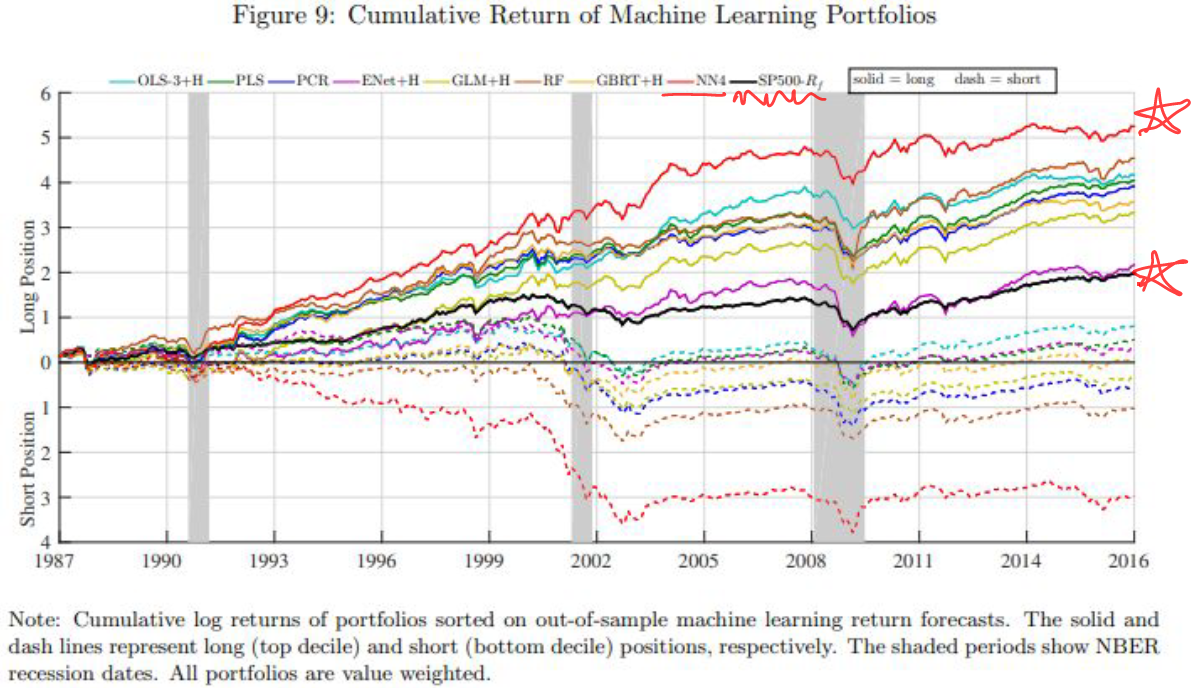 Figure 9: Cumulative Return of Machine Learning Portfolios
OLS-3+H PLS PCR ENet+H GLM+H RF GBRT+H NN4 SP500-Rf solid = long dash = short
6
5
4
3
2
1
0
1
2
3
4
Long Position
Short Position
1987 1990 1993 1996 1999 2002 2005 2008 2011 2014 2016
Note: Cumulative log returns of portfolios sorted on out-of-sample machine learning return forecasts. The solid and
dash lines represent long (top decile) and short (bottom decile) positions, respectively. The shaded periods show NBER
recession dates. All portfolios are value weighted.